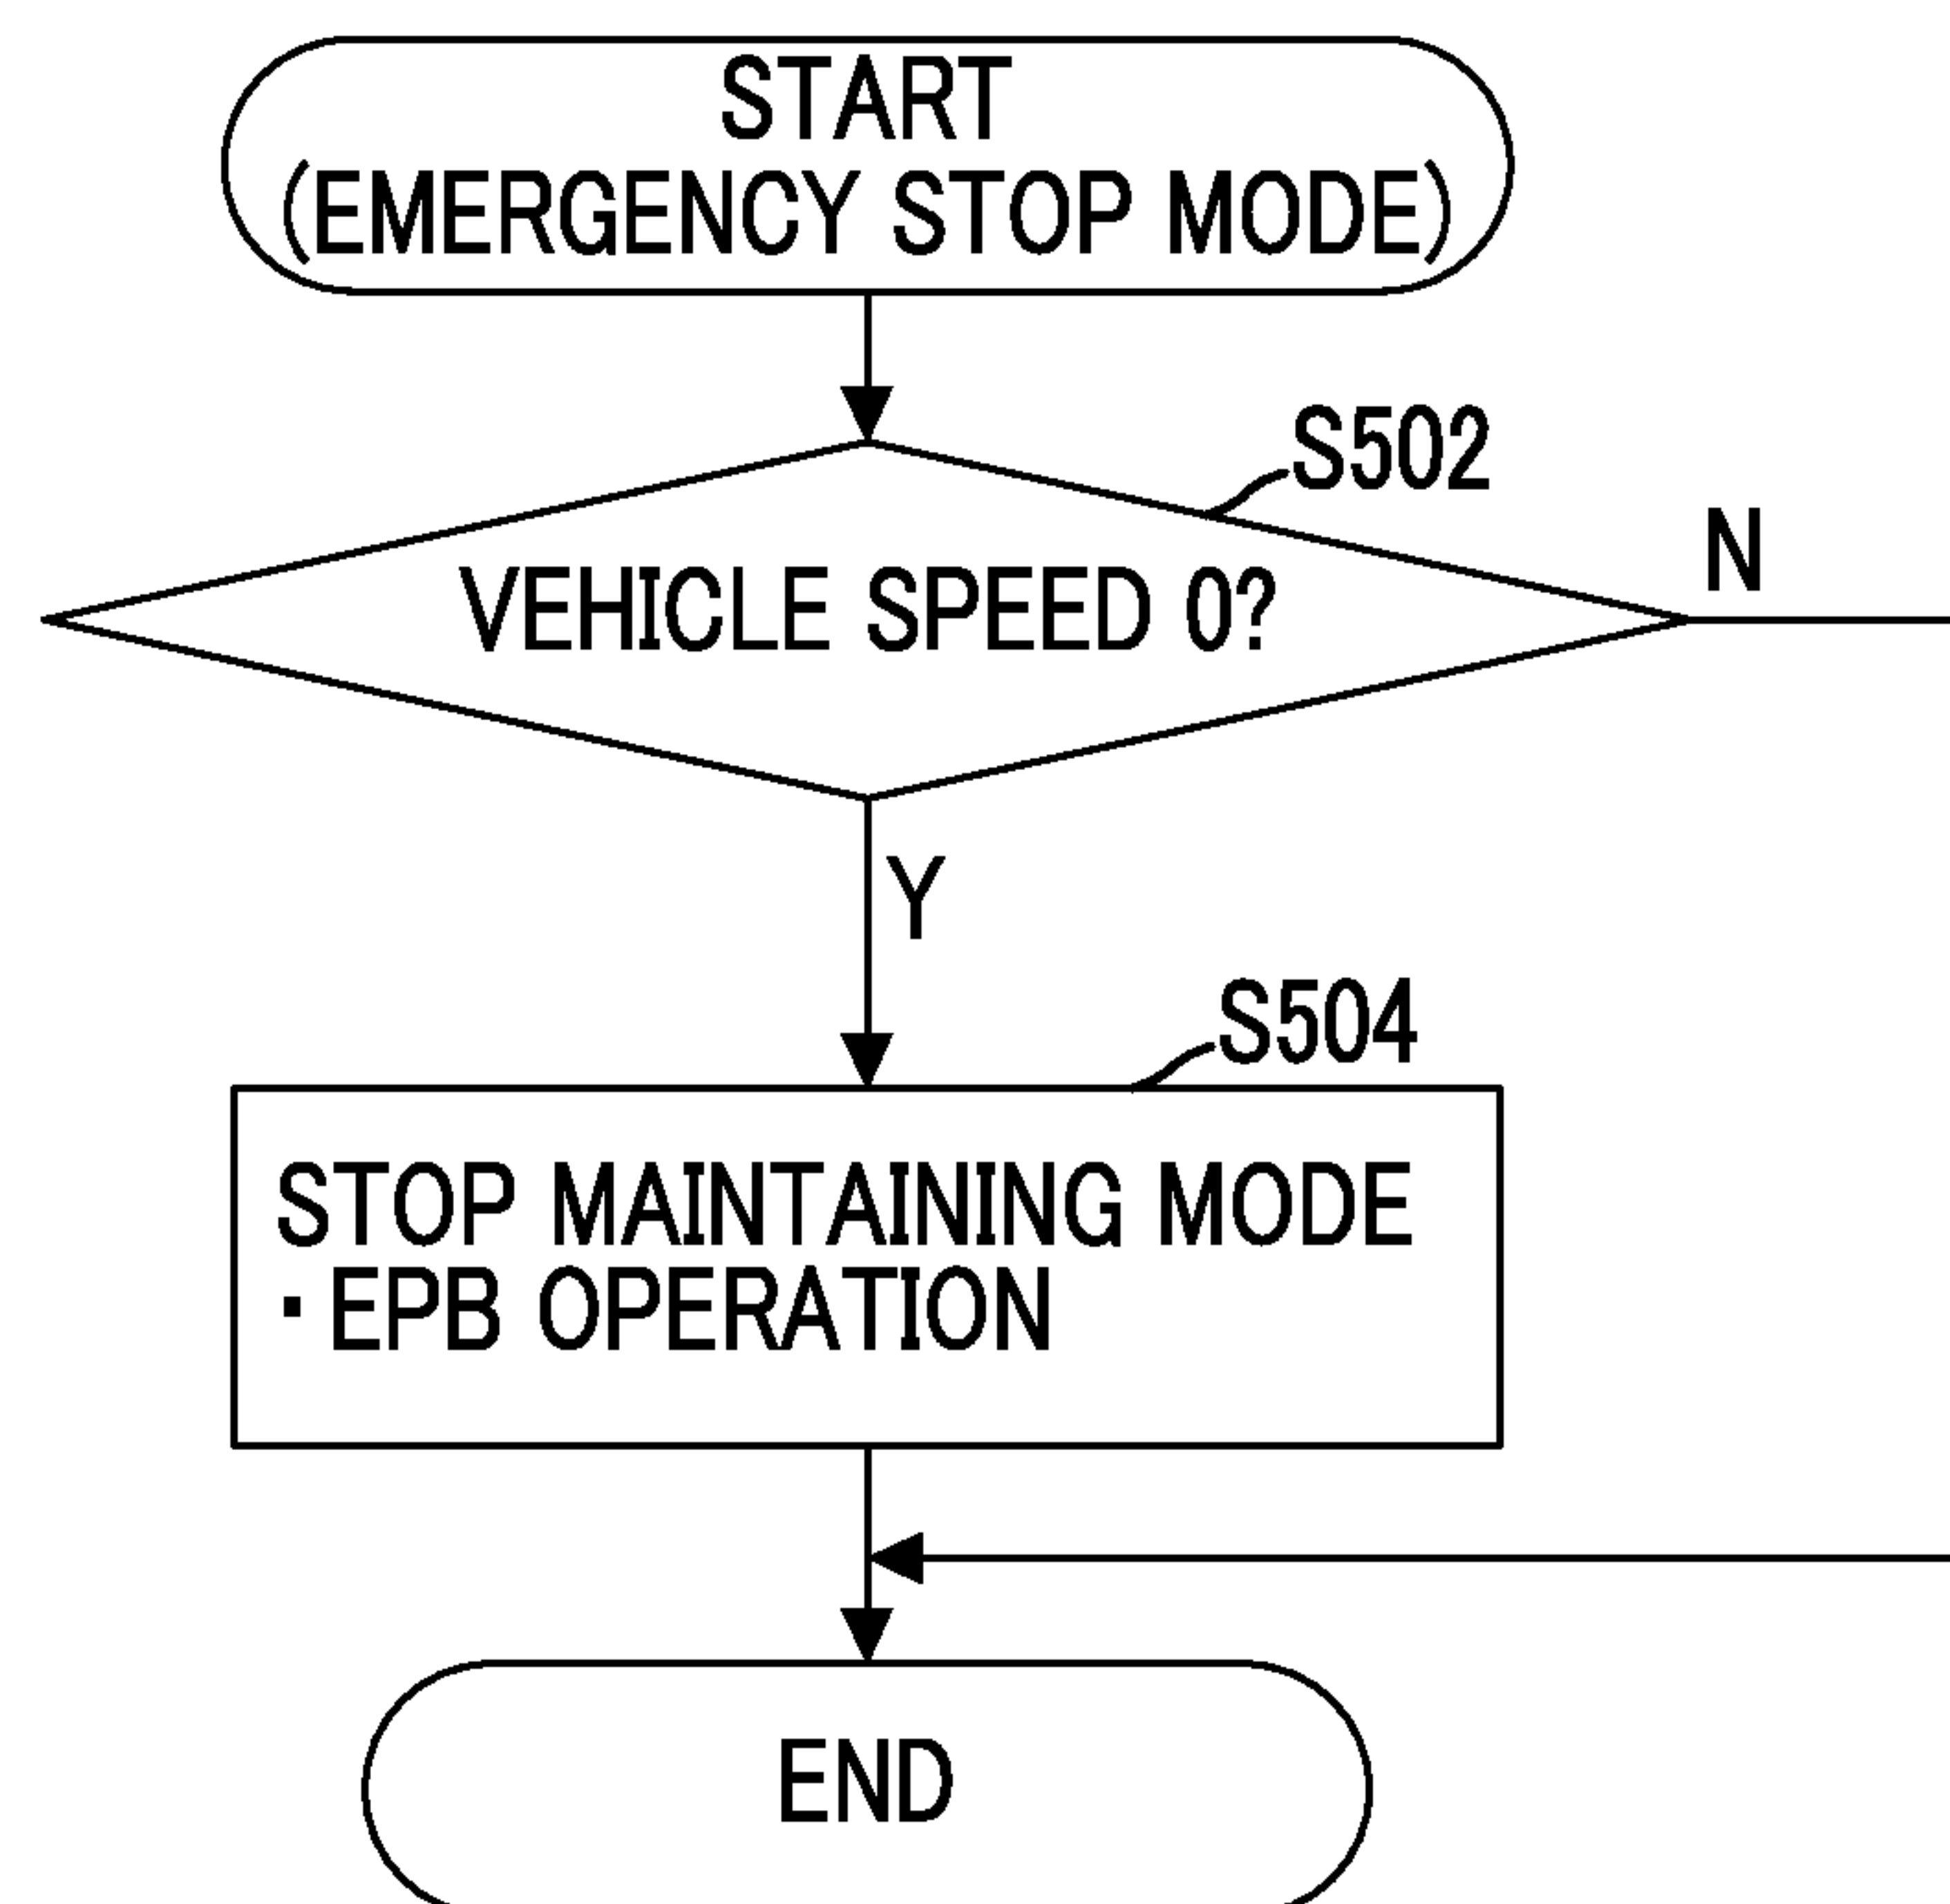 START
(EMERGENCY STOP MODE)
S502
N
VEHICLE SPEED 0?
Y
S504
STOP MAINTAINING MODE
▪ EPB OPERATION
END